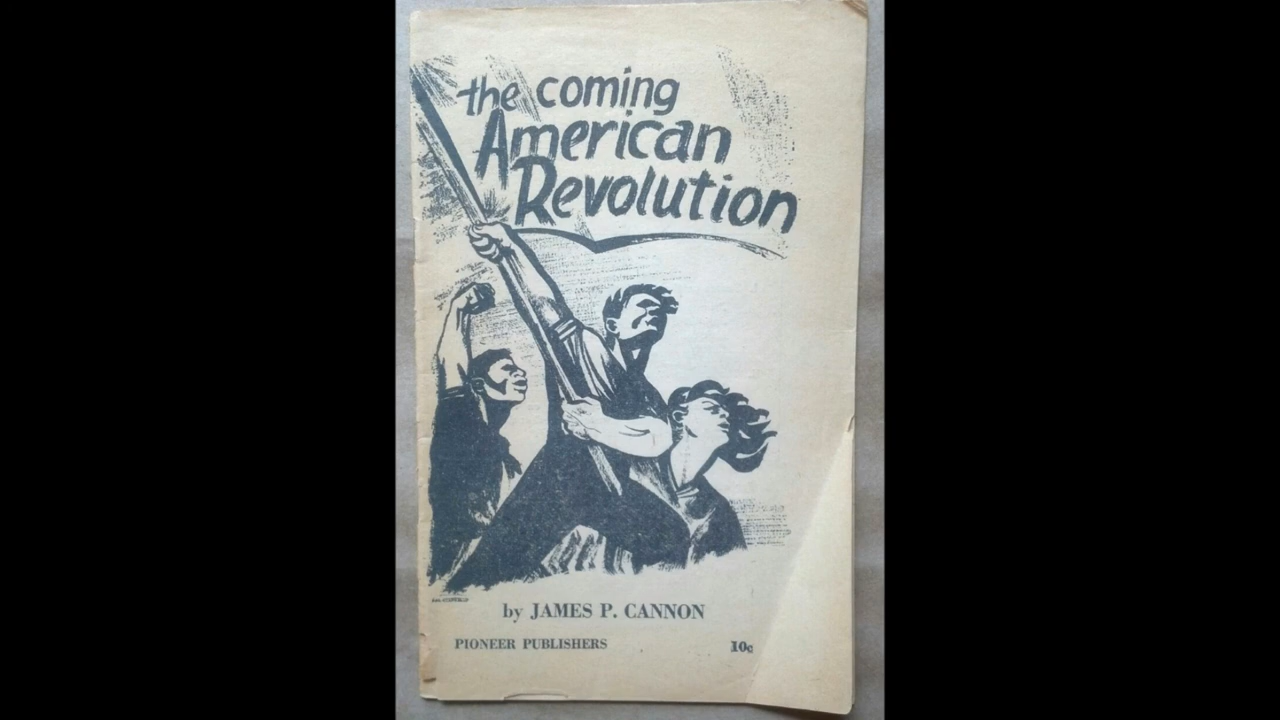 the coming
American
Revolution
by JAMES P. CANNON
PIONEER PUBLISHERS 10c